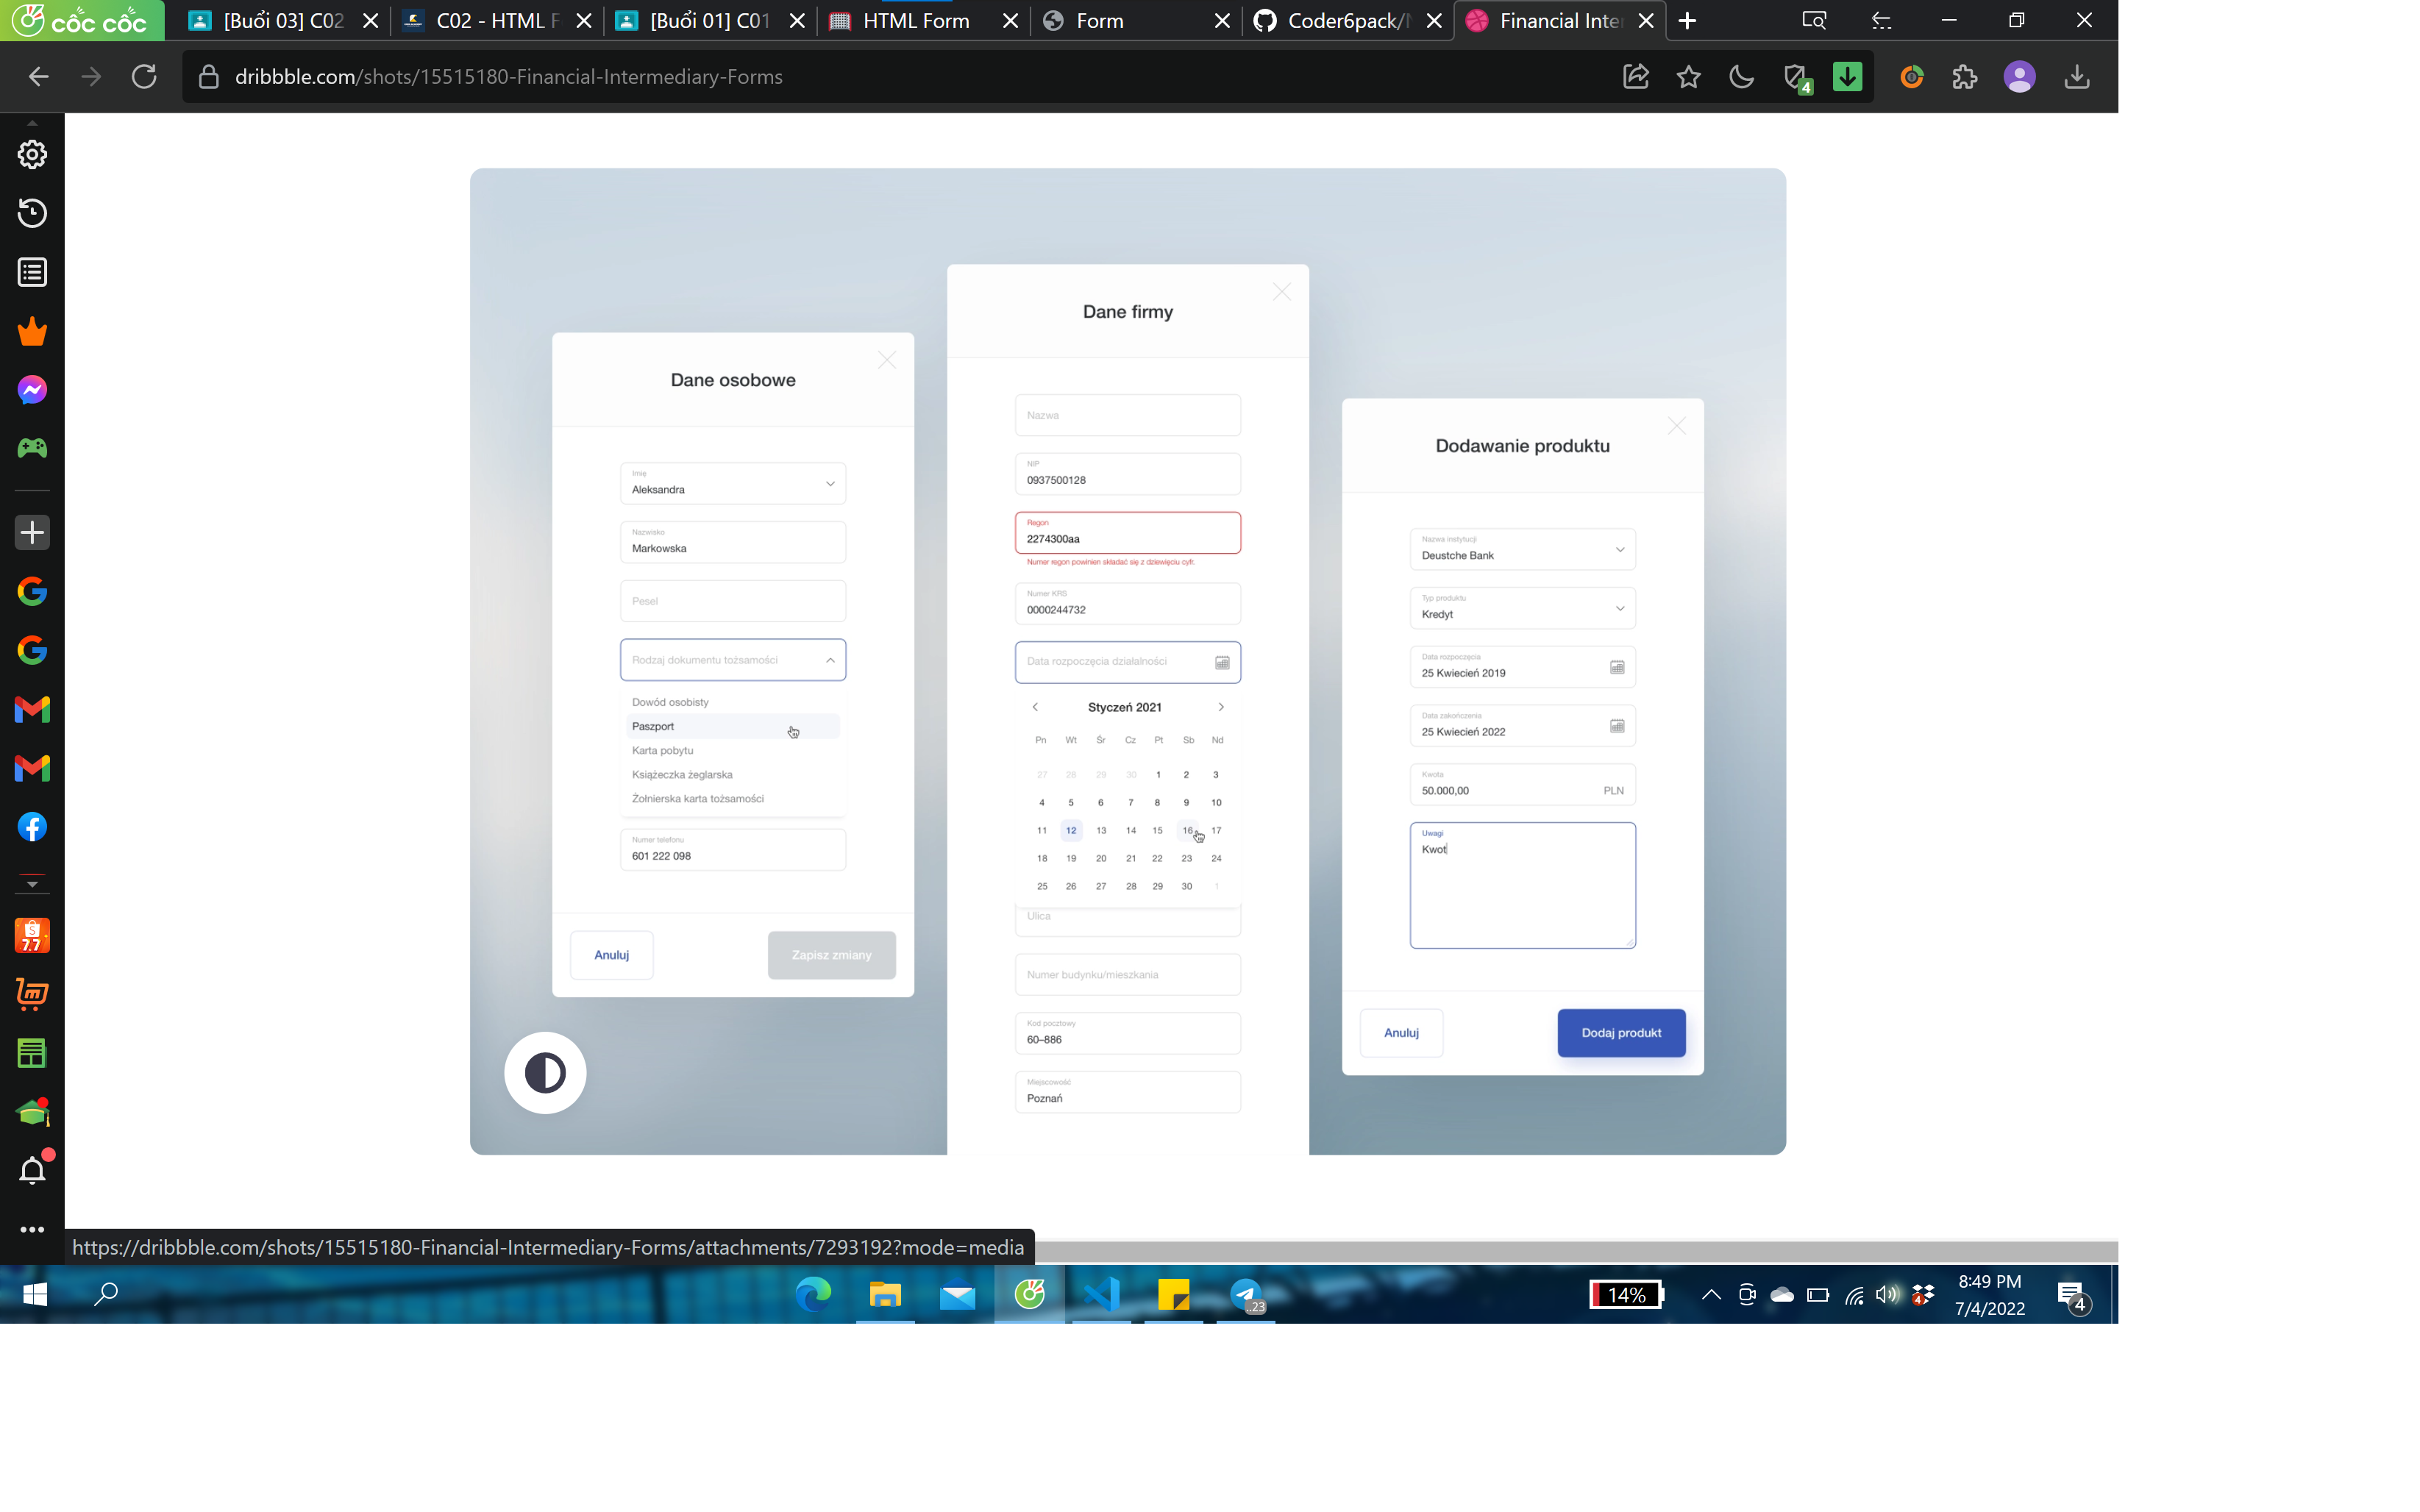 cốc cốc
[Buổi 03] C02
C02 - HTML F
[Buổi 01] C01
HTML Form
Form
Coder6pack/
Financial Inte
dribbble.com/shots/15515180-Financial-Intermediary-Forms
4
Dane osobowe
Imię
Aleksandra
Nazwisko
Markowska
Pesel
Rodzaj dokumentu tożsamości
Dowód osobisty
Paszport
Karta pobytu
Książeczka żeglarska
Żołnierska karta tożsamości
Numer telefonu
601 222 098
Anuluj
Zapisz zmiany
Dane firmy
Nazwa
NIP
0937500128
Regon
2274300aa
Numer regon powinien składać się z dziewięciu cyfr.
Numer KRS
0000244732
Data rozpoczęcia działalności
Styczeń 2021
Pn Wt Śr Cz Pt Sb Nd
27 28 29 30 1 2 3
4 5 6 7 8 9 10
11 12 13 14 15 16 17
18 19 20 21 22 23 24
25 26 27 28 29 30 1
Ulica
Numer budynku/mieszkania
Kod pocztowy
60–886
Miejscowość
Poznań
Dodawanie produktu
Nazwa instytucji
Deustche Bank
Typ produktu
Kredyt
Data rozpoczęcia
25 Kwiecień 2019
Data zakończenia
25 Kwiecień 2022
Kwota
50.000,00 PLN
Uwagi
Kwot
Anuluj
Dodaj produkt
S
7.7
https://dribbble.com/shots/15515180-Financial-Intermediary-Forms/attachments/7293192?mode=media
..23
14%
4
8:49 PM
7/4/2022
4